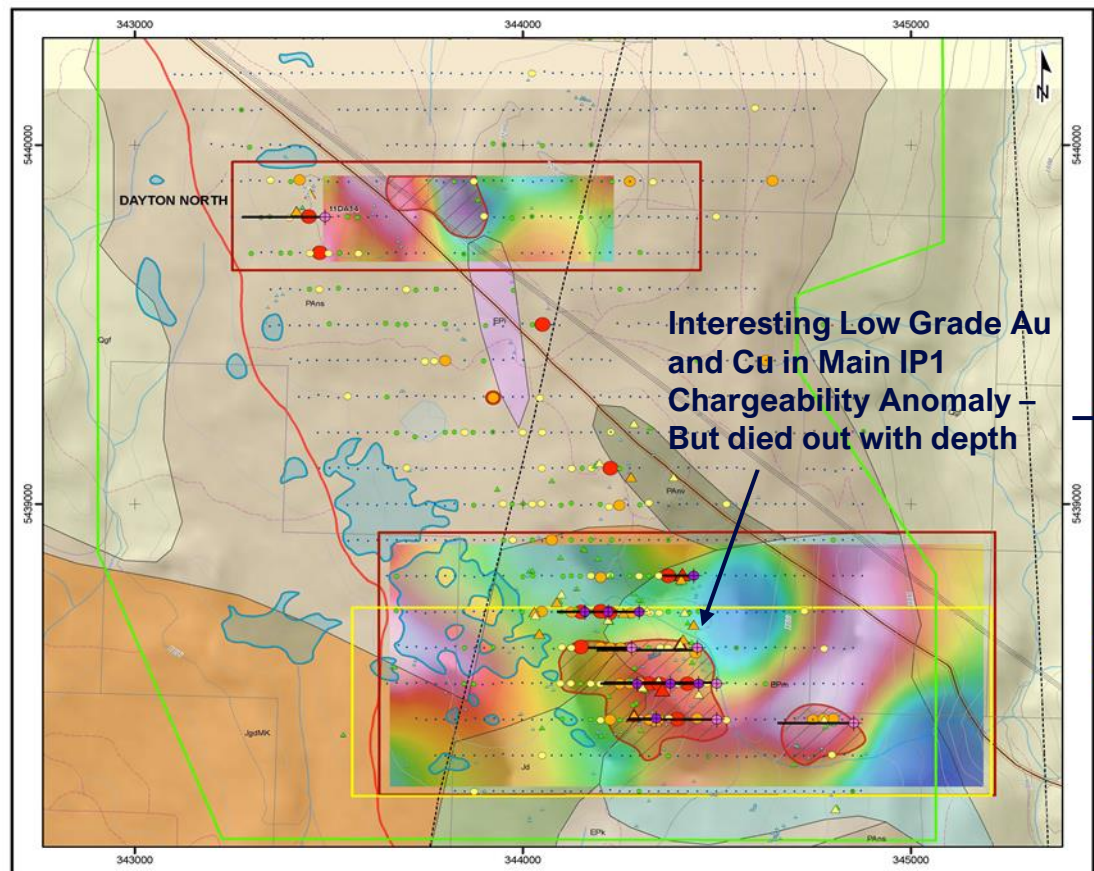 343000 344000 345000
N
5440000 5440000
DAYTON NORTH
11DA14
PAns
EPi
Qgf
Interesting Low Grade Au
and Cu in Main IP1
Chargeability Anomaly –
But died out with depth
PAnv
5439000 5439000
EPm
JgdMK
Jd
EPk
PAns
343000 344000 345000